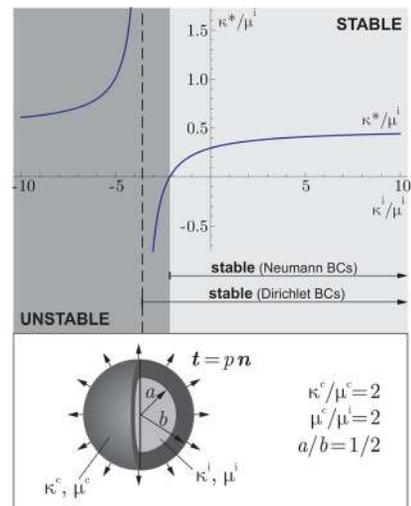 1.5
κ*/μⁱ
STABLE
1.0
0.5
κ*/μⁱ
-10
-5
5
10
κⁱ/μⁱ
-0.5
stable (Neumann BCs)
stable (Dirichlet BCs)
UNSTABLE
t = p n
a
b
κᶜ/μᶜ=2
μᶜ/μⁱ=2
a/b=1/2
κᶜ, μᶜ
κⁱ, μⁱ